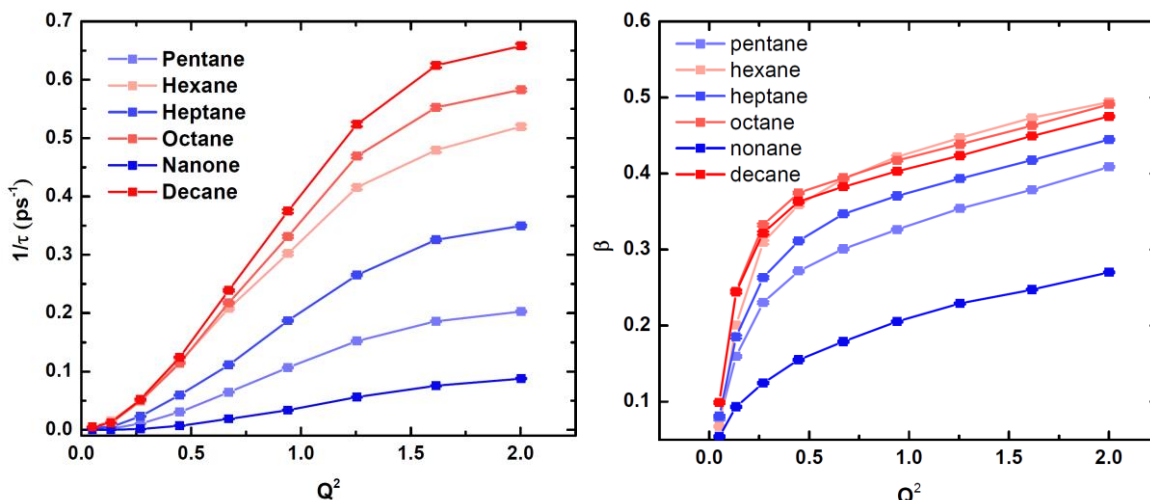 0.7
0.6
0.5
0.4
0.3
0.2
0.1
0.0
1/τ (ps⁻¹)
Pentane
Hexane
Heptane
Octane
Nanone
Decane
0.0 0.5 1.0 1.5 2.0
Q²
0.6
0.5
0.4
0.3
0.2
0.1
β
pentane
hexane
heptane
octane
nonane
decane
0.0 0.5 1.0 1.5 2.0
Q²